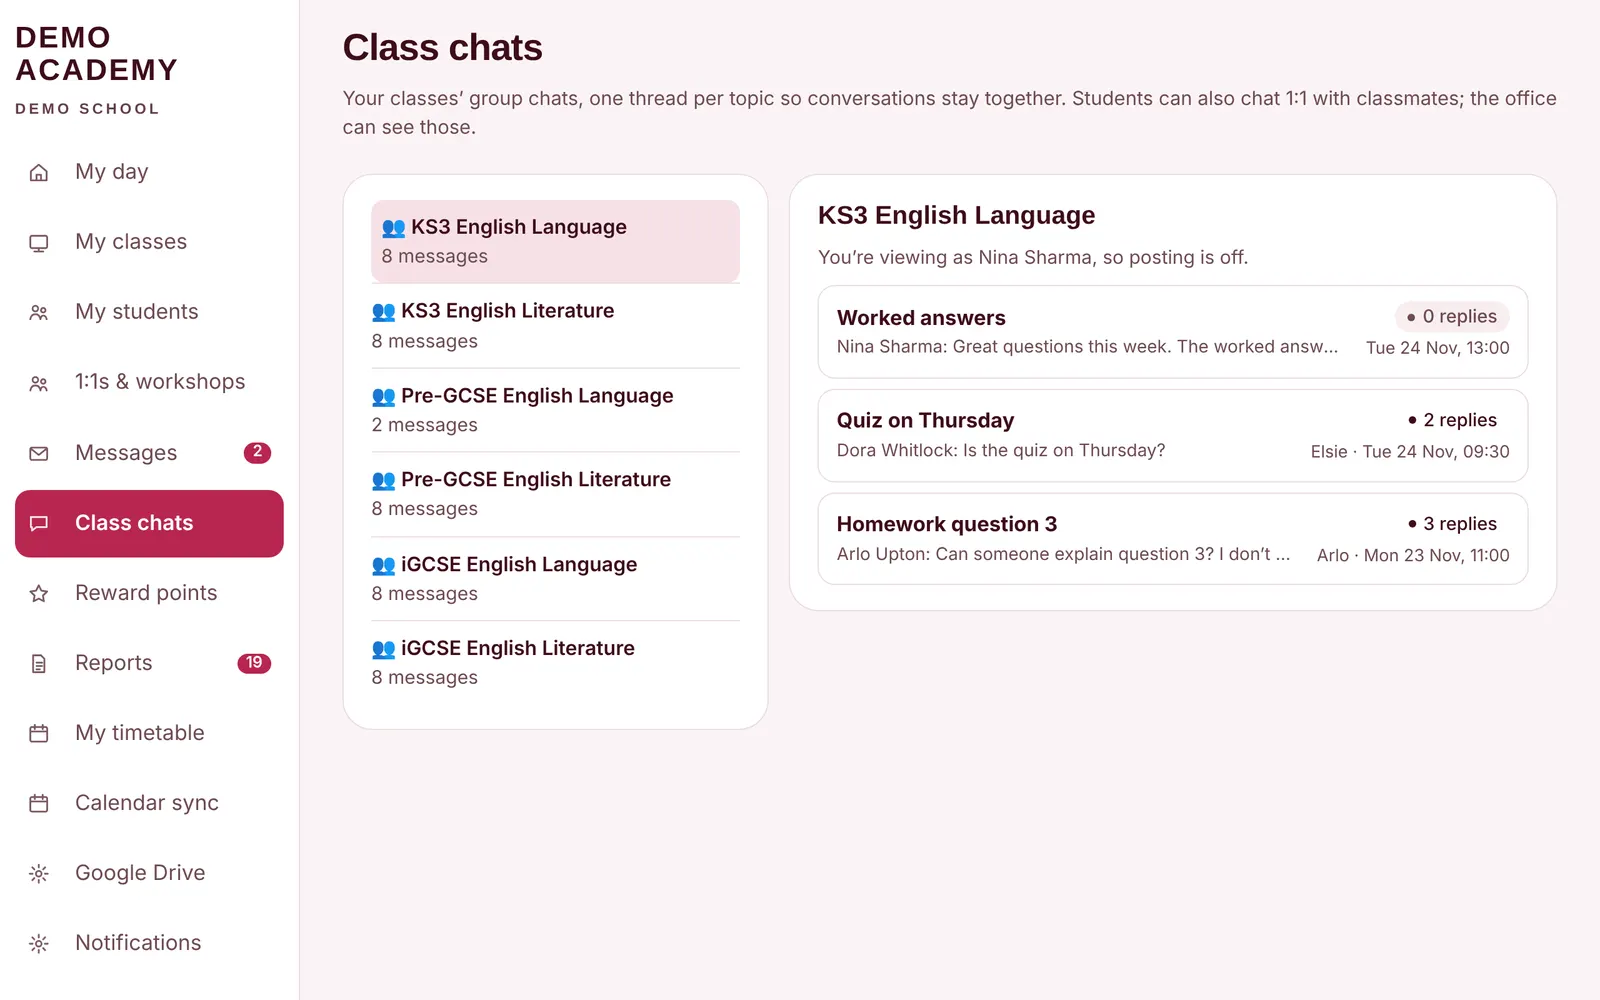 DEMO
ACADEMY
DEMO SCHOOL
My day
My classes
My students
1:1s & workshops
Messages 2
Class chats
Reward points
Reports 19
My timetable
Calendar sync
Google Drive
Notifications
Class chats
Your classes’ group chats, one thread per topic so conversations stay together. Students can also chat 1:1 with classmates; the office
can see those.
KS3 English Language
8 messages
KS3 English Literature
8 messages
Pre-GCSE English Language
2 messages
Pre-GCSE English Literature
8 messages
iGCSE English Language
8 messages
iGCSE English Literature
8 messages
KS3 English Language
You’re viewing as Nina Sharma, so posting is off.
Worked answers • 0 replies
Nina Sharma: Great questions this week. The worked answ... Tue 24 Nov, 13:00
Quiz on Thursday • 2 replies
Dora Whitlock: Is the quiz on Thursday? Elsie · Tue 24 Nov, 09:30
Homework question 3 • 3 replies
Arlo Upton: Can someone explain question 3? I don’t ... Arlo · Mon 23 Nov, 11:00